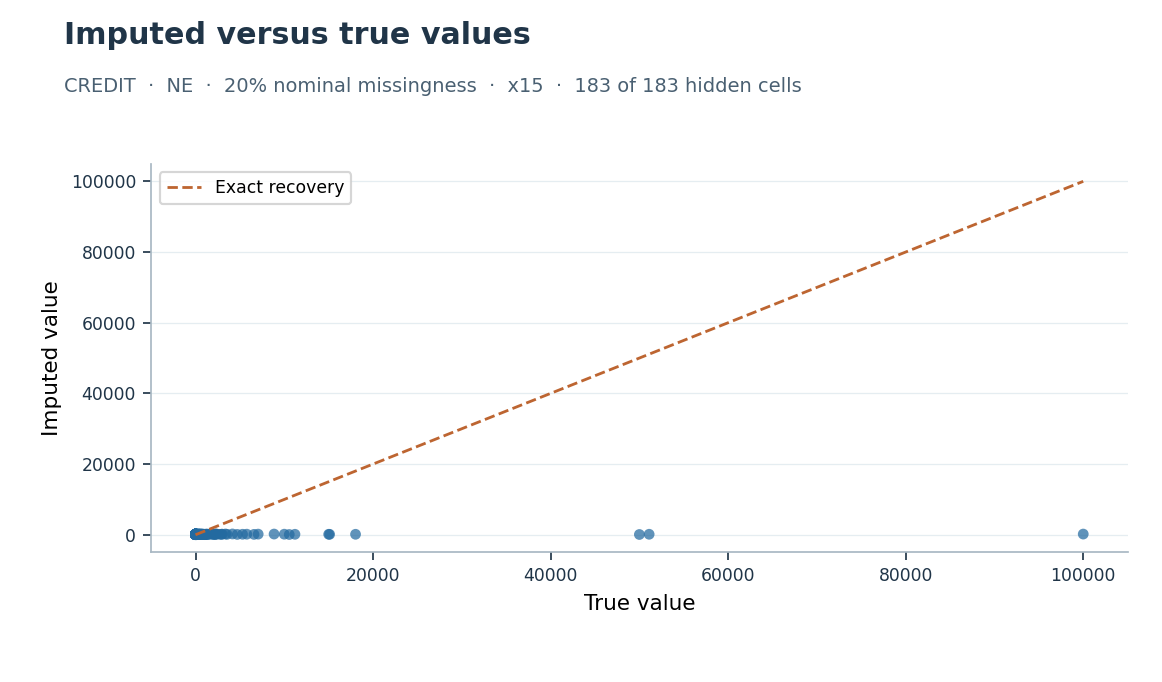 Imputed versus true values
CREDIT · NE · 20% nominal missingness · x15 · 183 of 183 hidden cells
Exact recovery
Imputed value
100000
80000
60000
40000
20000
0
0 20000 40000 60000 80000 100000
True value